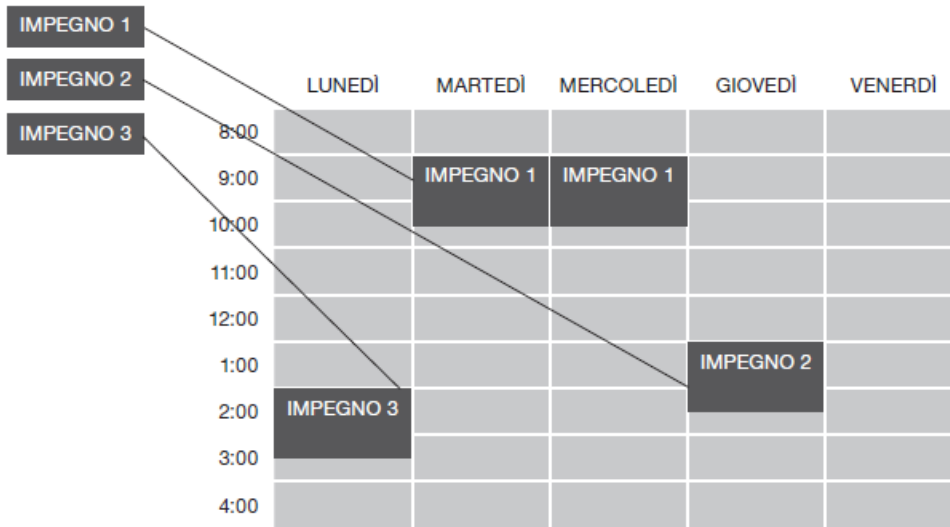 IMPEGNO 1
IMPEGNO 2
IMPEGNO 3
LUNEDÌ MARTEDÌ MERCOLEDÌ GIOVEDÌ VENERDÌ
8:00
9:00 IMPEGNO 1 IMPEGNO 1
10:00
11:00
12:00
1:00 IMPEGNO 2
2:00 IMPEGNO 3
3:00
4:00